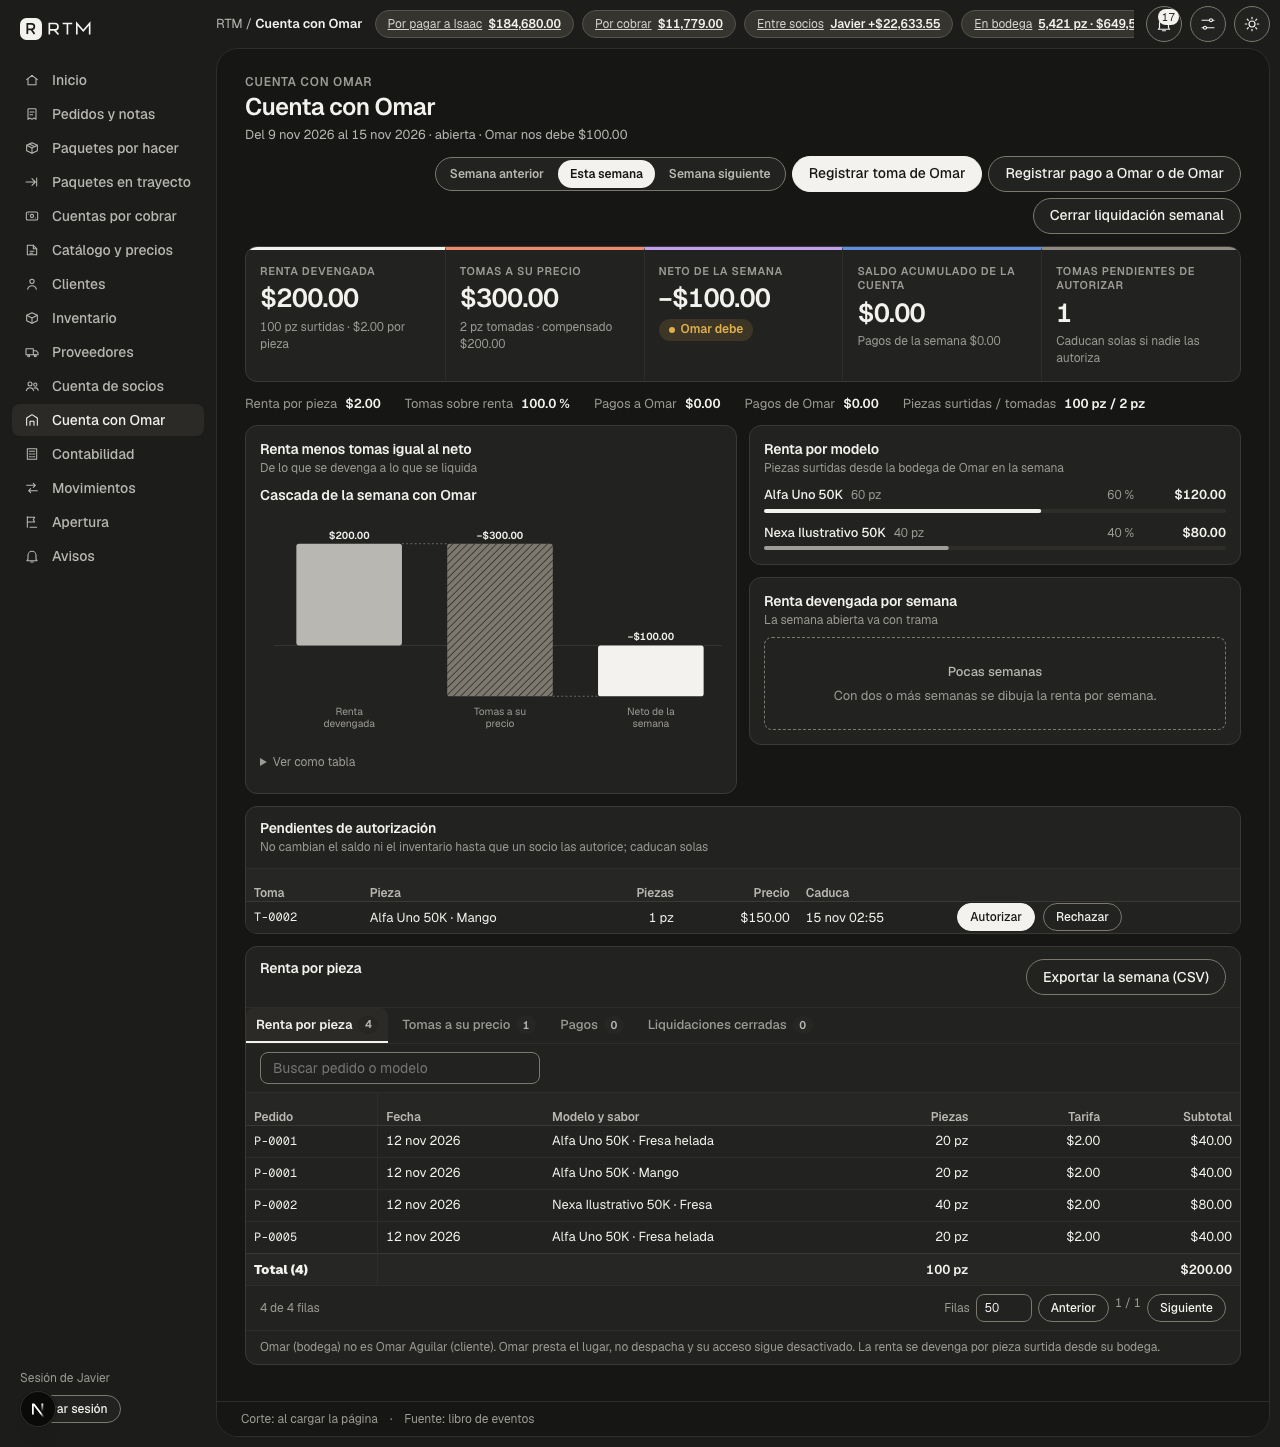 R RTM
Inicio
Pedidos y notas
Paquetes por hacer
Paquetes en trayecto
Cuentas por cobrar
Catálogo y precios
Clientes
Inventario
Proveedores
Cuenta de socios
Cuenta con Omar
Contabilidad
Movimientos
Apertura
Avisos
Sesión de Javier
N ar sesión
RTM / Cuenta con Omar
Por pagar a Isaac $184,680.00
Por cobrar $11,779.00
Entre socios Javier +$22,633.55
En bodega 5,421 pz · $649,5
17
CUENTA CON OMAR
Cuenta con Omar
Del 9 nov 2026 al 15 nov 2026 · abierta · Omar nos debe $100.00
Semana anterior Esta semana Semana siguiente
Registrar toma de Omar
Registrar pago a Omar o de Omar
Cerrar liquidación semanal
RENTA DEVENGADA
$200.00
100 pz surtidas · $2.00 por
pieza
TOMAS A SU PRECIO
$300.00
2 pz tomadas · compensado
$200.00
NETO DE LA SEMANA
−$100.00
Omar debe
SALDO ACUMULADO DE LA
CUENTA
$0.00
Pagos de la semana $0.00
TOMAS PENDIENTES DE
AUTORIZAR
1
Caducan solas si nadie las
autoriza
Renta por pieza $2.00 Tomas sobre renta 100.0 % Pagos a Omar $0.00 Pagos de Omar $0.00 Piezas surtidas / tomadas 100 pz / 2 pz
Renta menos tomas igual al neto
De lo que se devenga a lo que se liquida
Cascada de la semana con Omar
$200.00
−$300.00
−$100.00
Renta
devengada
Tomas a su
precio
Neto de la
semana
Ver como tabla
Renta por modelo
Piezas surtidas desde la bodega de Omar en la semana
Alfa Uno 50K 60 pz 60 % $120.00
Nexa Ilustrativo 50K 40 pz 40 % $80.00
Renta devengada por semana
La semana abierta va con trama
Pocas semanas
Con dos o más semanas se dibuja la renta por semana.
Pendientes de autorización
No cambian el saldo ni el inventario hasta que un socio las autorice; caducan solas
Toma Pieza Piezas Precio Caduca
T-0002 Alfa Uno 50K · Mango 1 pz $150.00 15 nov 02:55 Autorizar Rechazar
Renta por pieza
Exportar la semana (CSV)
Renta por pieza 4 Tomas a su precio 1 Pagos 0 Liquidaciones cerradas 0
Buscar pedido o modelo
Pedido Fecha Modelo y sabor Piezas Tarifa Subtotal
P-0001 12 nov 2026 Alfa Uno 50K · Fresa helada 20 pz $2.00 $40.00
P-0001 12 nov 2026 Alfa Uno 50K · Mango 20 pz $2.00 $40.00
P-0002 12 nov 2026 Nexa Ilustrativo 50K · Fresa 40 pz $2.00 $80.00
P-0005 12 nov 2026 Alfa Uno 50K · Fresa helada 20 pz $2.00 $40.00
Total (4) 100 pz $200.00
4 de 4 filas Filas 50 Anterior 1 / 1 Siguiente
Omar (bodega) no es Omar Aguilar (cliente). Omar presta el lugar, no despacha y su acceso sigue desactivado. La renta se devenga por pieza surtida desde su bodega.
Corte: al cargar la página · Fuente: libro de eventos